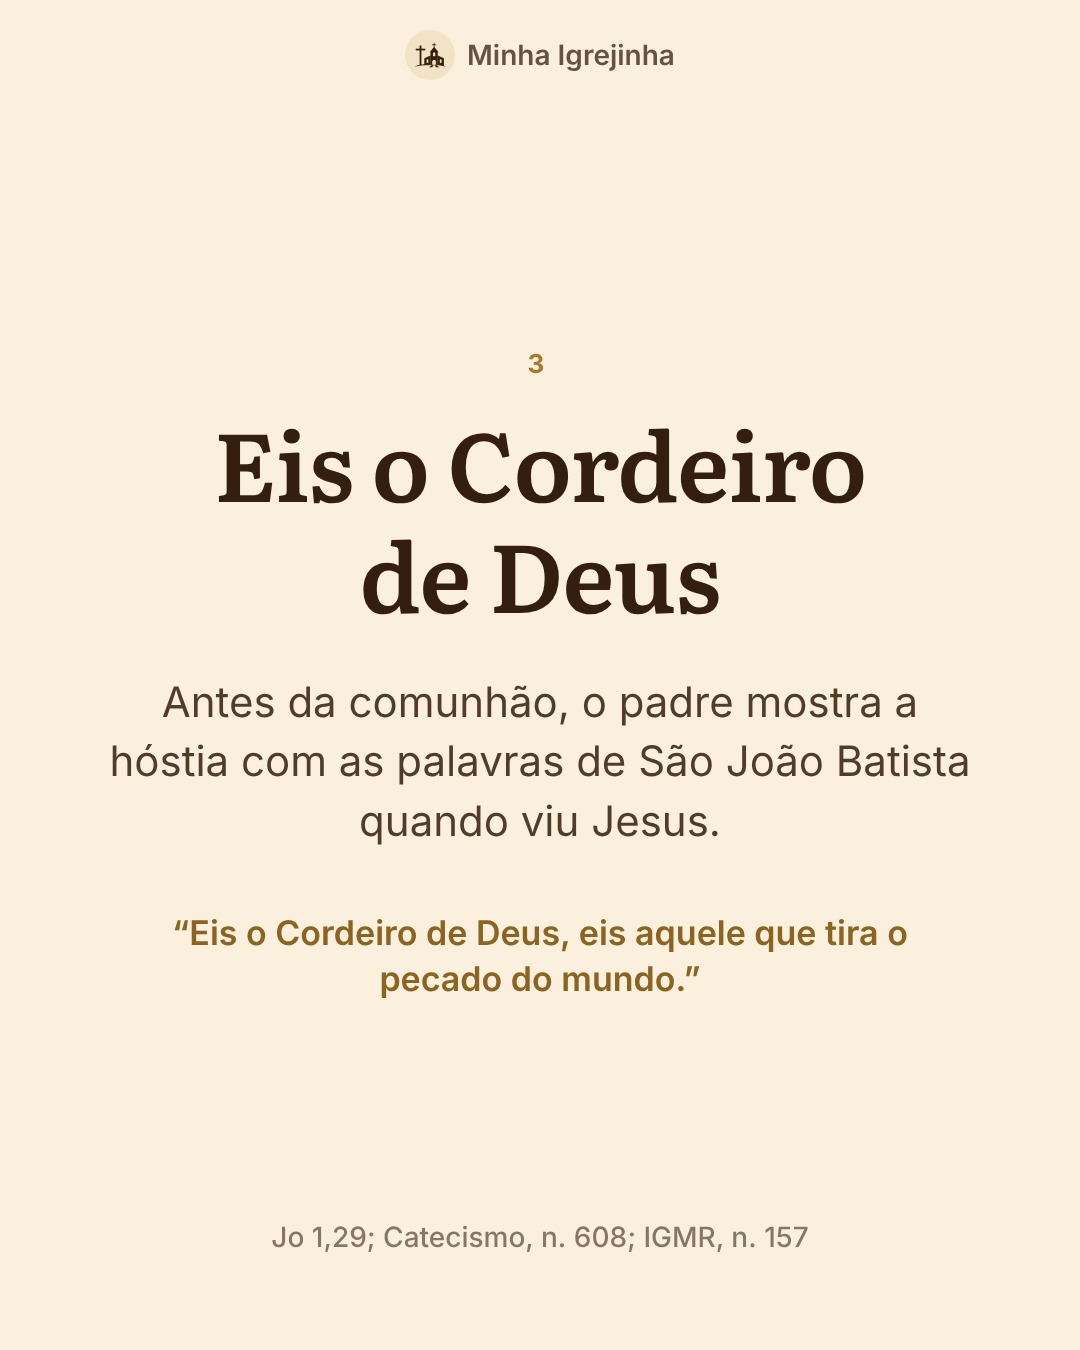 Minha Igrejinha
3
Eis o Cordeiro
de Deus
Antes da comunhão, o padre mostra a
hóstia com as palavras de São João Batista
quando viu Jesus.
“Eis o Cordeiro de Deus, eis aquele que tira o
pecado do mundo.”
Jo 1,29; Catecismo, n. 608; IGMR, n. 157